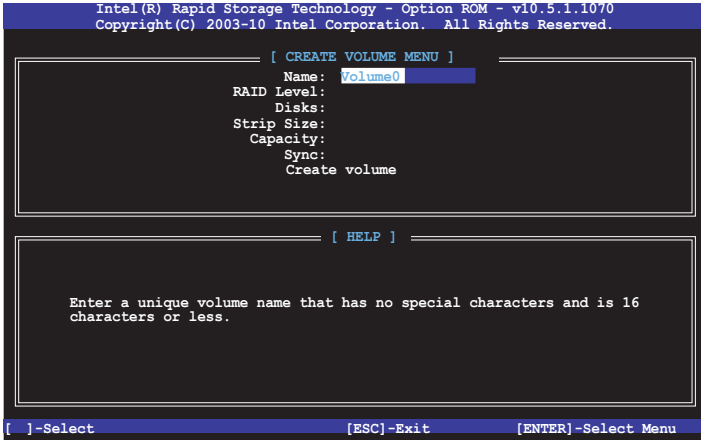 Intel(R) Rapid Storage Technology - Option ROM - v10.5.1.1070
Copyright(C) 2003-10 Intel Corporation.  All Rights Reserved.
[ CREATE VOLUME MENU ]
Name: Volume0
RAID Level:
Disks:
Strip Size:
Capacity:
Sync:
Create volume
[ HELP ]
Enter a unique volume name that has no special characters and is 16
characters or less.
[ ]-Select [ESC]-Exit [ENTER]-Select Menu